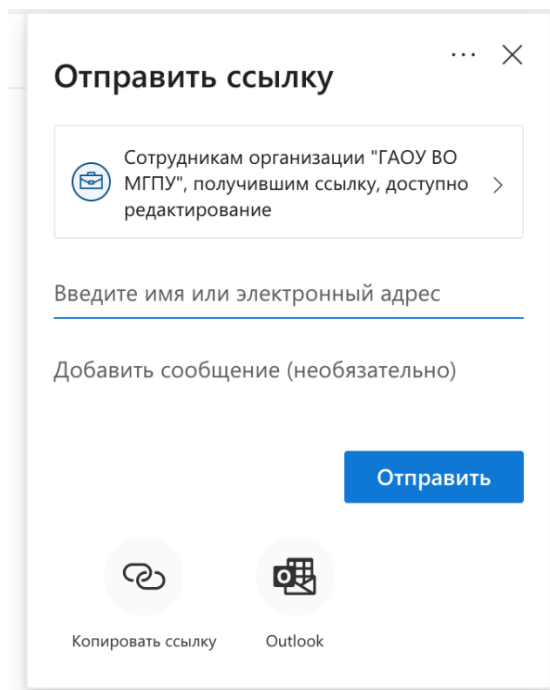 Отправить ссылку
Сотрудникам организации "ГАОУ ВО
МГПУ", получившим ссылку, доступно
редактирование
Введите имя или электронный адрес
Добавить сообщение (необязательно)
Отправить
Копировать ссылку
Outlook